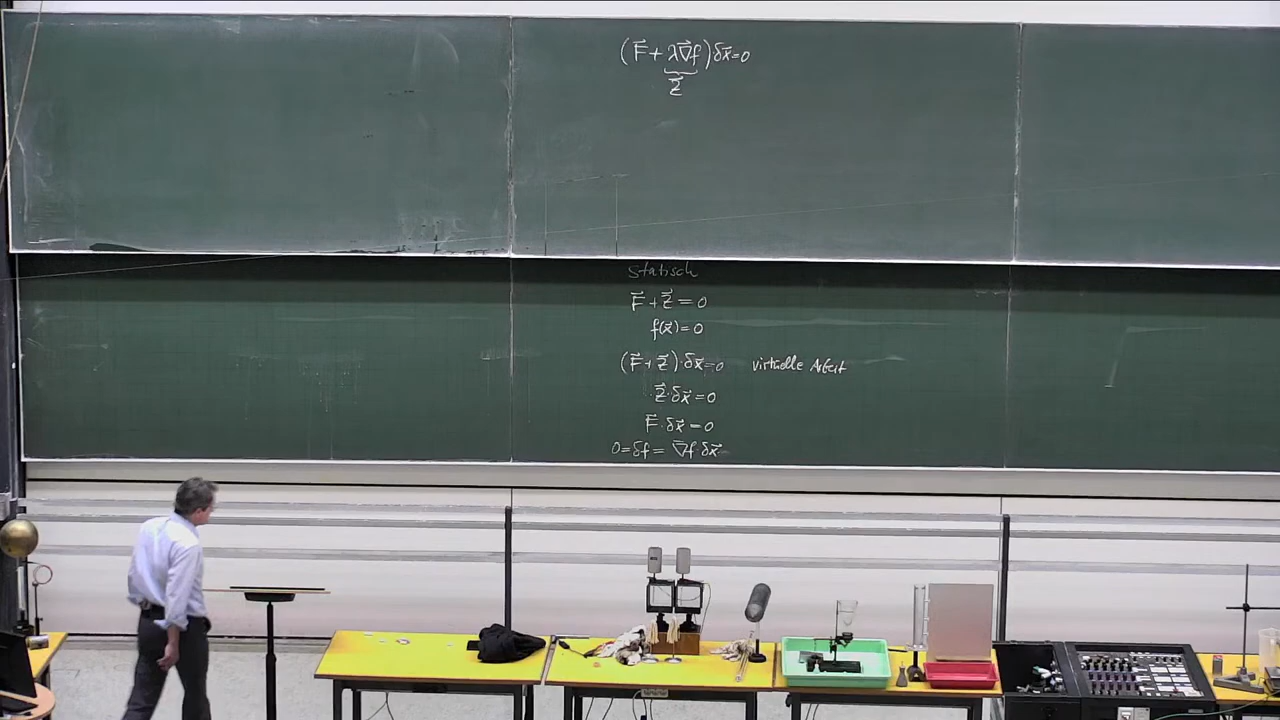 (F⃗ + λ∇⃗f) δx⃗ = 0
Z⃗
Statisch
F⃗ + Z⃗ = 0
f(x⃗) = 0
(F⃗ + Z⃗) · δx⃗ = 0 virtuelle Arbeit
Z⃗ · δx⃗ = 0
F⃗ · δx⃗ = 0
0 = δf = ∇⃗f · δx⃗